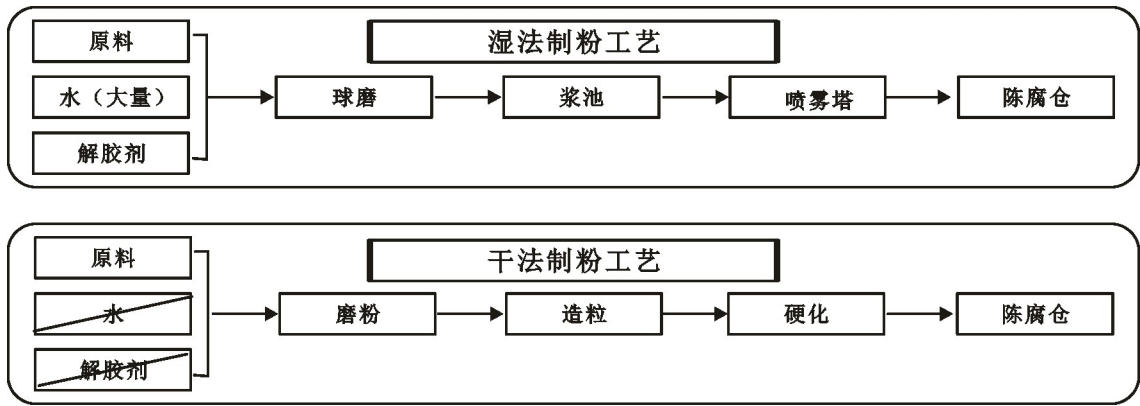 湿法制粉工艺
原料
水（大量）
解胶剂
球磨
浆池
喷雾塔
陈腐仓
干法制粉工艺
原料
水
解胶剂
磨粉
造粒
硬化
陈腐仓